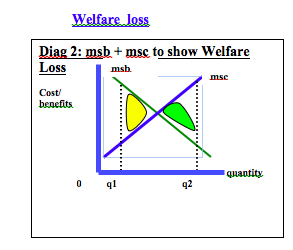 Welfare loss
Diag 2: msb + msc to show Welfare
Loss
msb
msc
Cost/
benefits
quantity
0 q1 q2